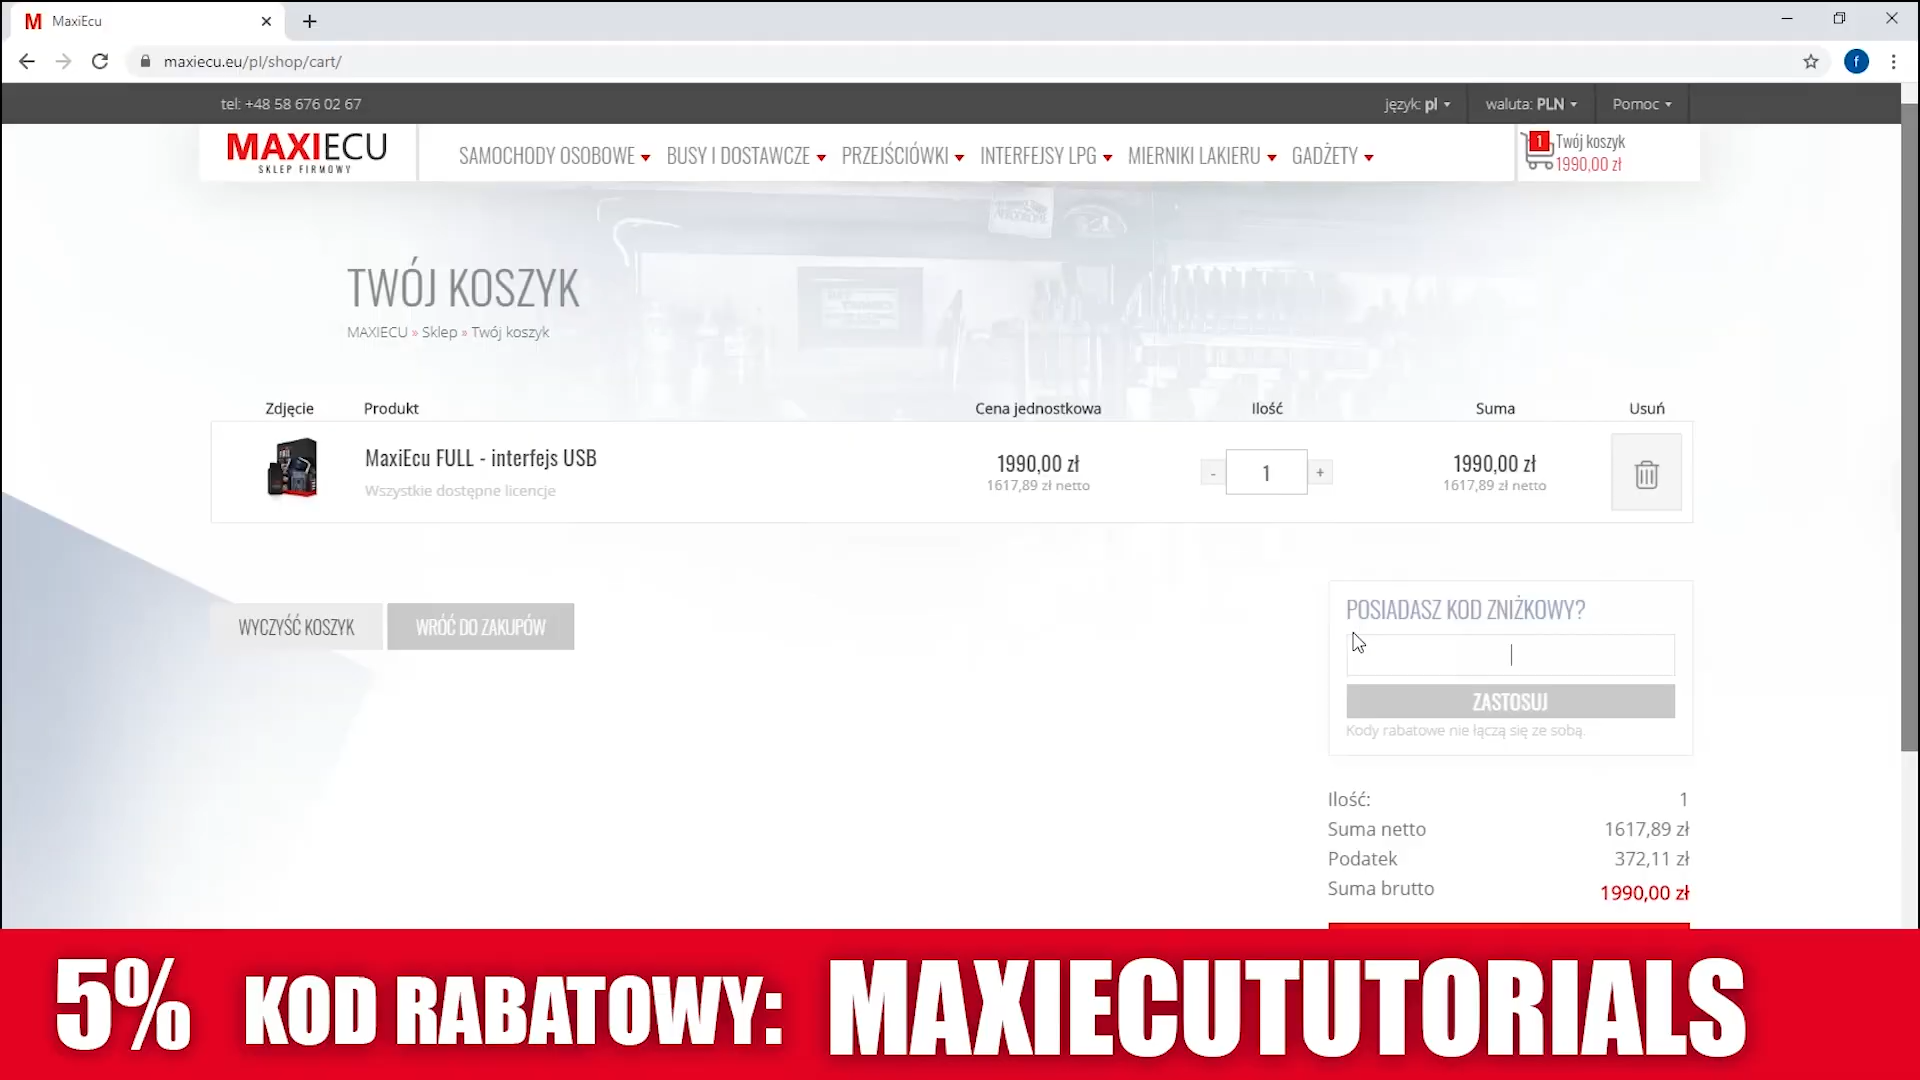 MaxiEcu
maxiecu.eu/pl/shop/cart/
f
tel: +48 58 676 02 67
język: pl
waluta: PLN
Pomoc
MAXIECU
SKLEP FIRMOWY
SAMOCHODY OSOBOWE
BUSY I DOSTAWCZE
PRZEJŚCIÓWKI
INTERFEJSY LPG
MIERNIKI LAKIERU
GADŻETY
1
Twój koszyk
1990,00 zł
TWÓJ KOSZYK
MAXIECU » Sklep » Twój koszyk
Zdjęcie Produkt Cena jednostkowa Ilość Suma Usuń
MaxiEcu FULL - interfejs USB
Wszystkie dostępne licencje
1990,00 zł
1617,89 zł netto
- 1 +
1990,00 zł
1617,89 zł netto
WYCZYŚĆ KOSZYK
WRÓĆ DO ZAKUPÓW
POSIADASZ KOD ZNIŻKOWY?
ZASTOSUJ
Kody rabatowe nie łączą się ze sobą.
Ilość: 1
Suma netto 1617,89 zł
Podatek 372,11 zł
Suma brutto 1990,00 zł
5% KOD RABATOWY: MAXIECUTUTORIALS